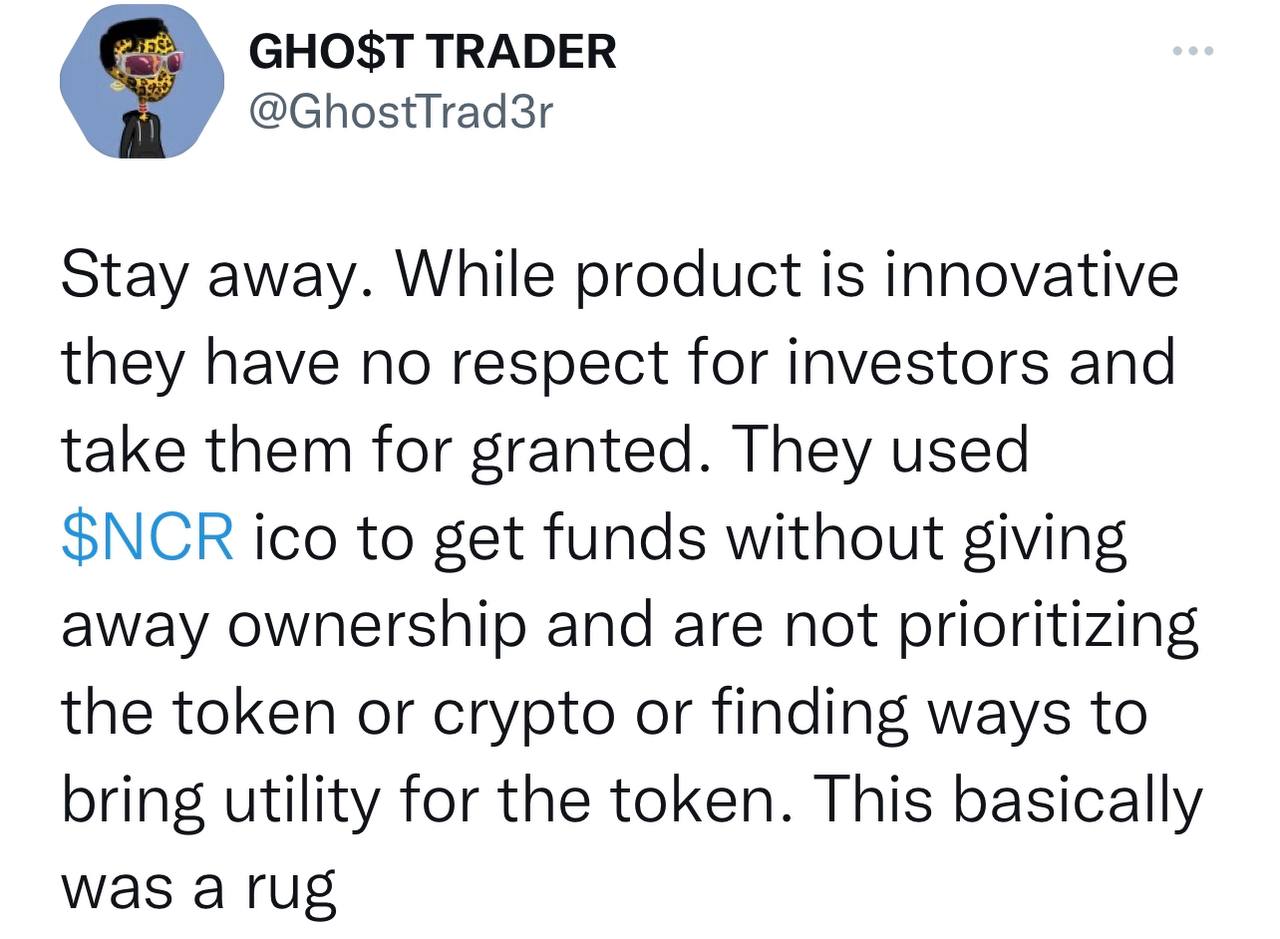 GHO$T TRADER
@GhostTrad3r
Stay away. While product is innovative
they have no respect for investors and
take them for granted. They used
$NCR ico to get funds without giving
away ownership and are not prioritizing
the token or crypto or finding ways to
bring utility for the token. This basically
was a rug